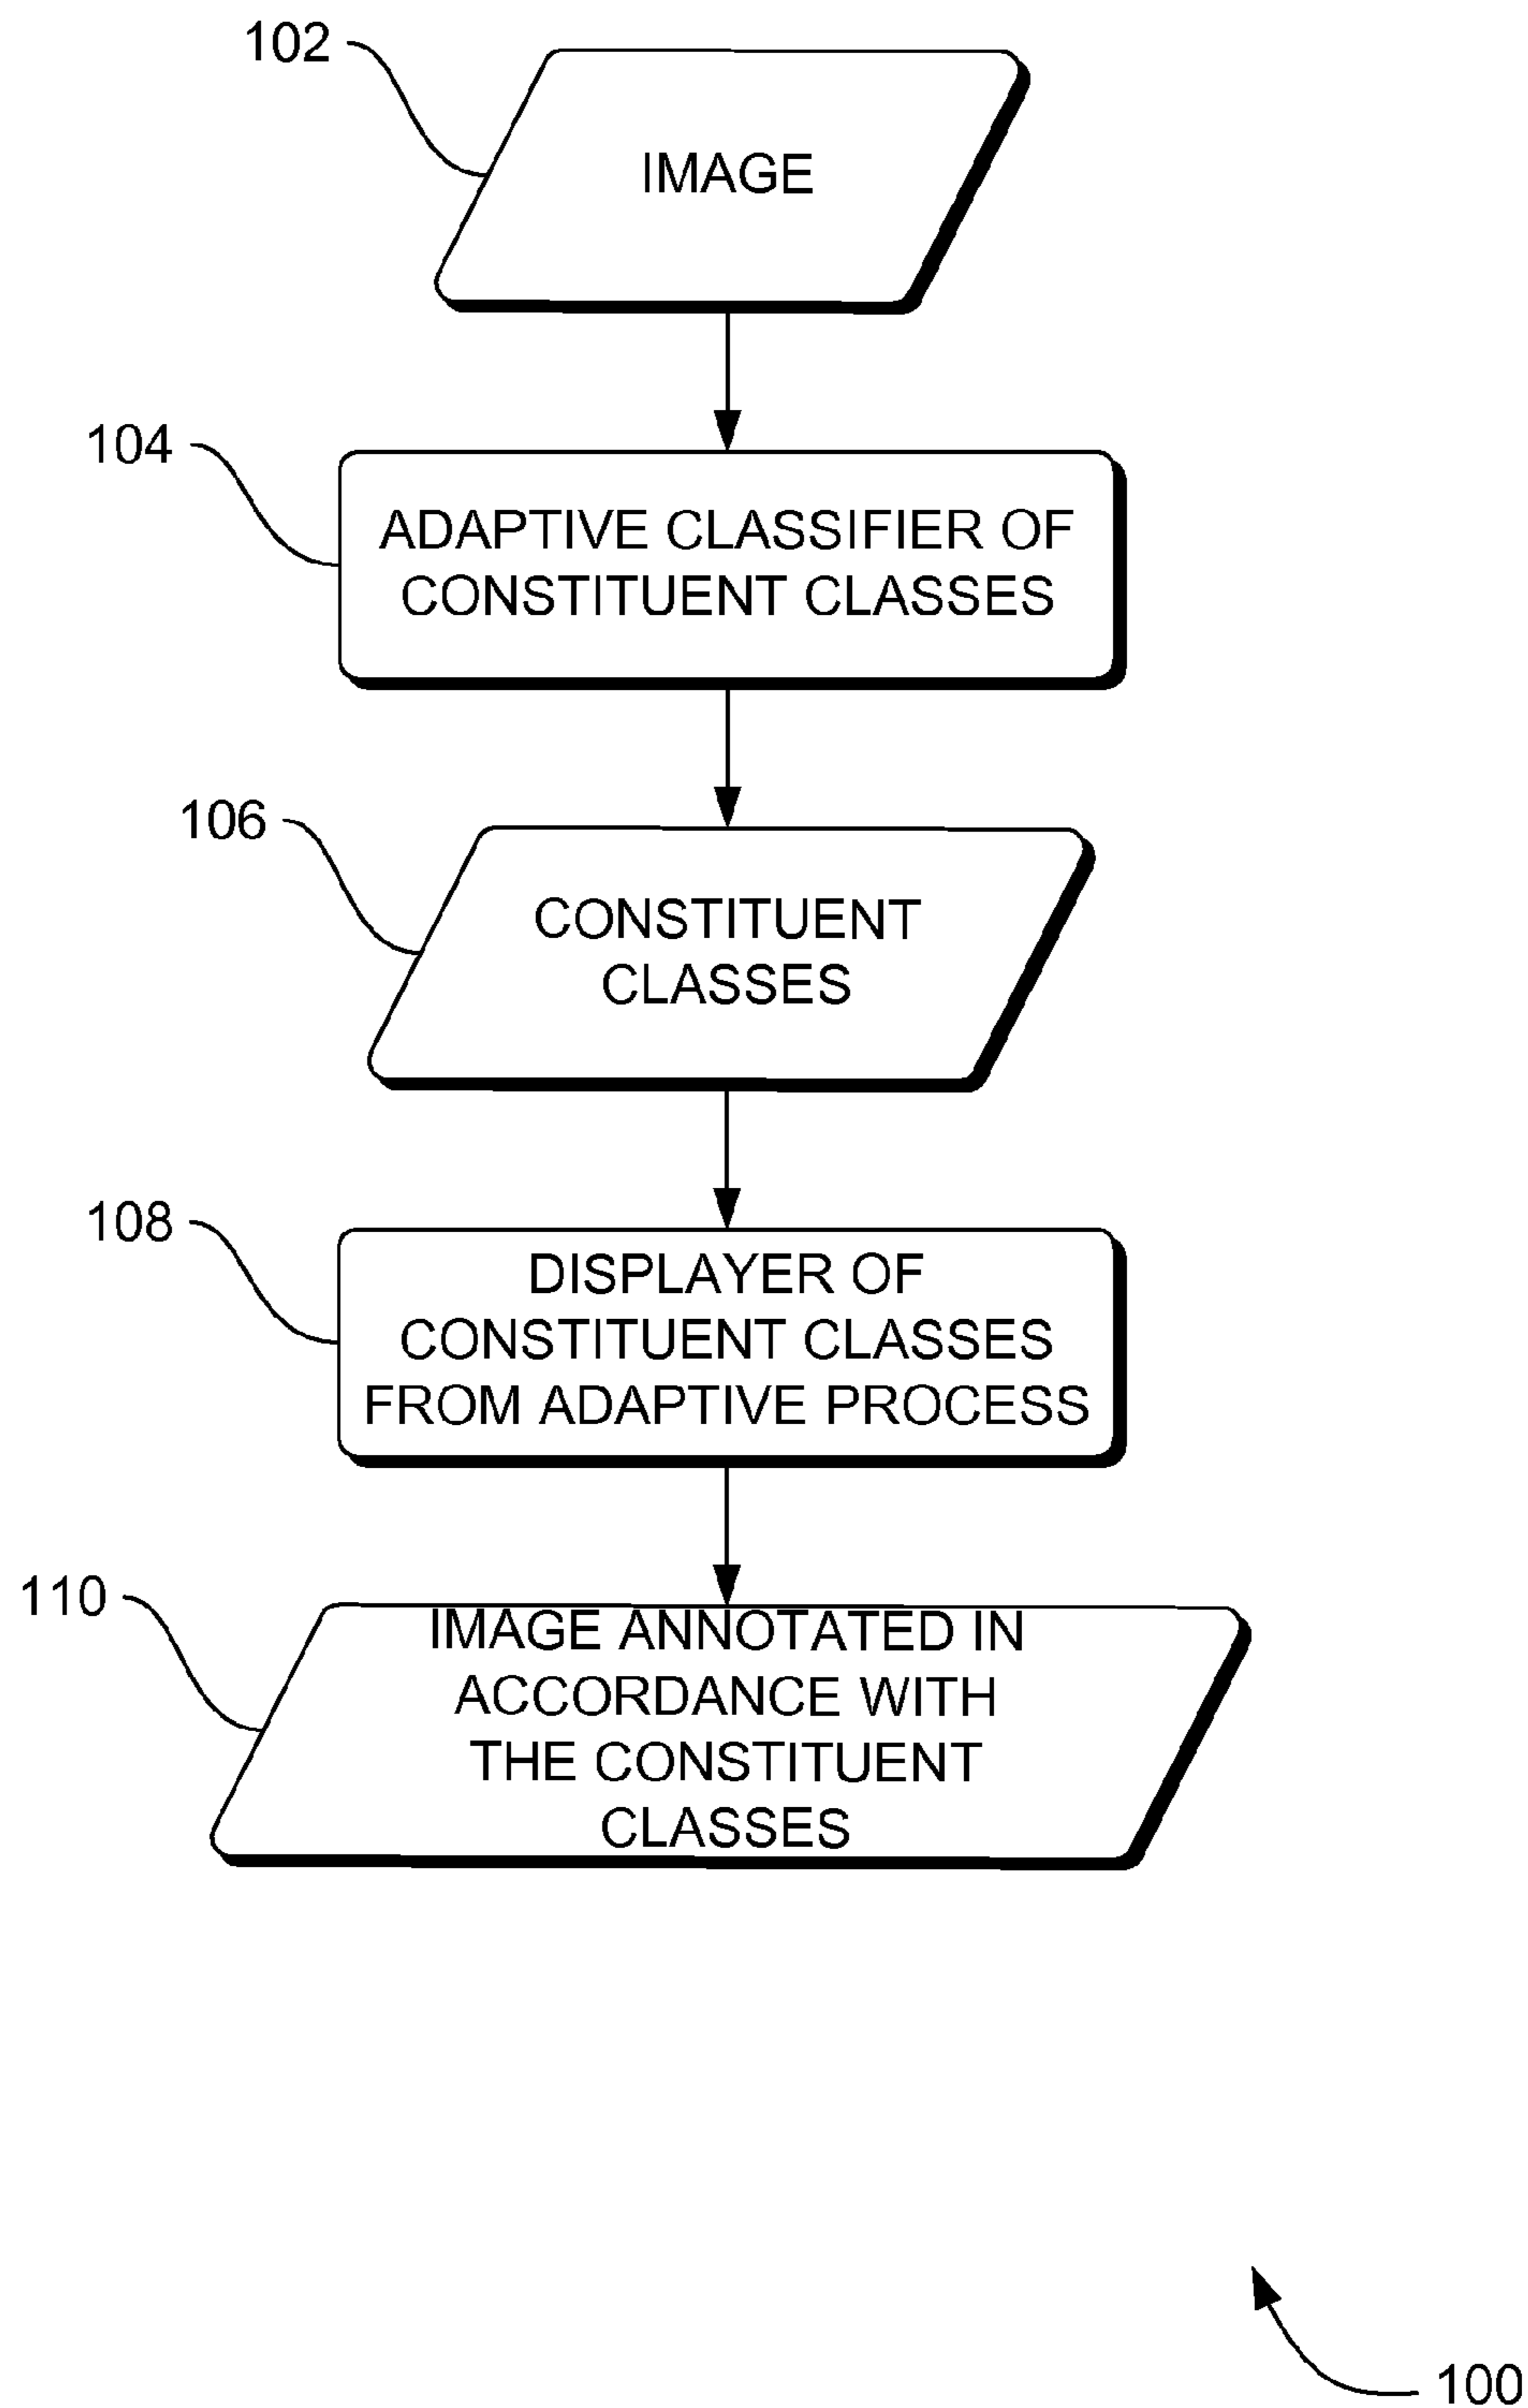 102
IMAGE
104
ADAPTIVE CLASSIFIER OF
CONSTITUENT CLASSES
106
CONSTITUENT
CLASSES
108
DISPLAYER OF
CONSTITUENT CLASSES
FROM ADAPTIVE PROCESS
110
IMAGE ANNOTATED IN
ACCORDANCE WITH
THE CONSTITUENT
CLASSES
100